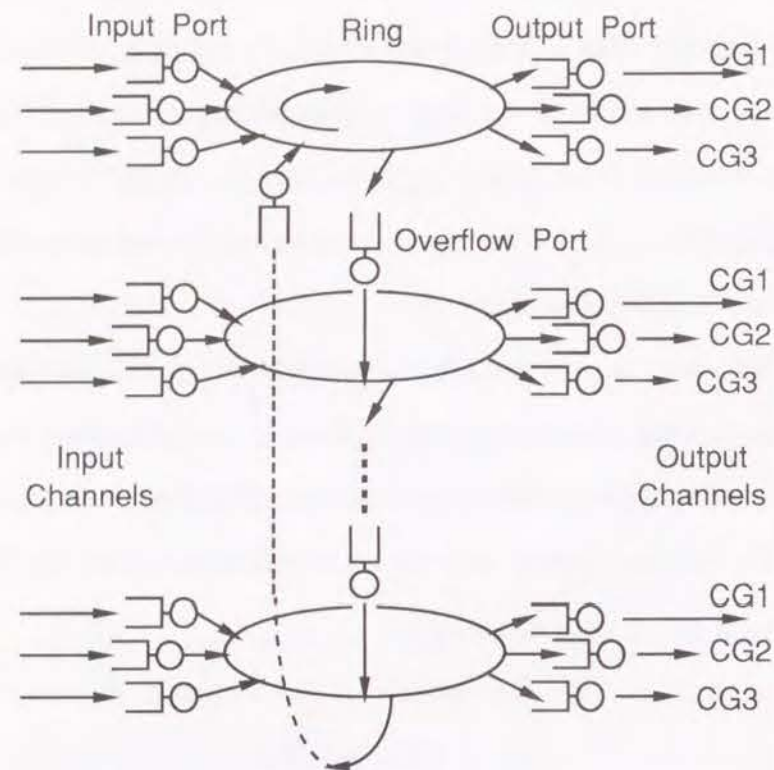 Input Port
Ring
Output Port
CG1
CG2
CG3
Overflow Port
CG1
CG2
CG3
Input
Channels
Output
Channels
CG1
CG2
CG3